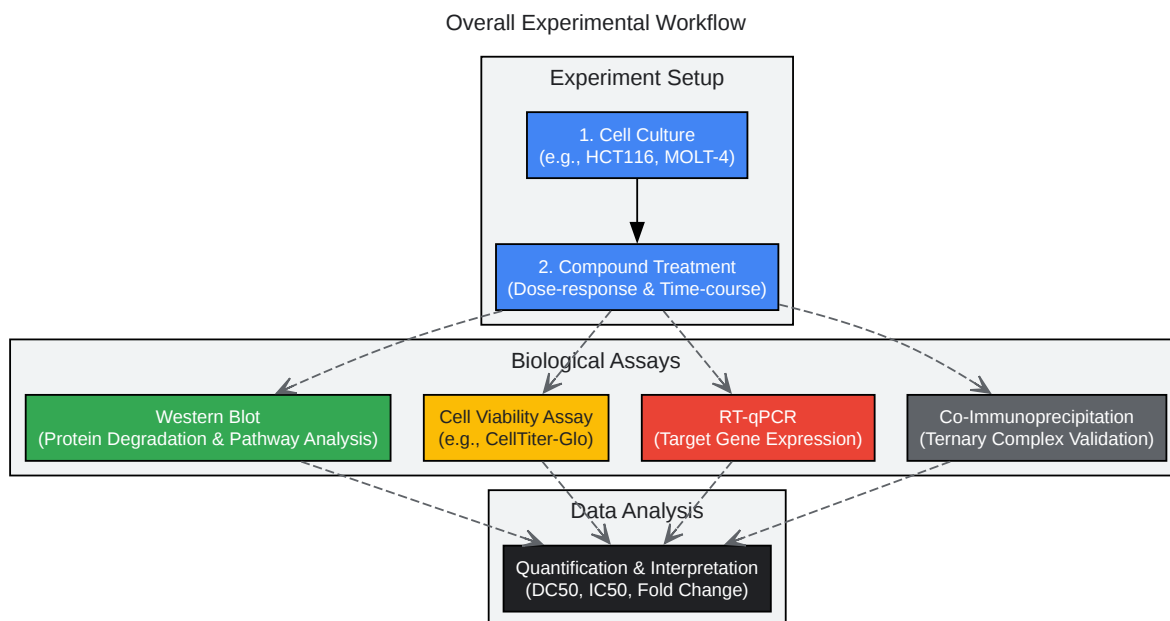 Overall Experimental Workflow
Experiment Setup
1. Cell Culture
(e.g., HCT116, MOLT-4)
2. Compound Treatment
(Dose-response & Time-course)
Biological Assays
Western Blot
(Protein Degradation & Pathway Analysis)
Cell Viability Assay
(e.g., CellTiter-Glo)
RT-qPCR
(Target Gene Expression)
Co-Immunoprecipitation
(Ternary Complex Validation)
Data Analysis
Quantification & Interpretation
(DC50, IC50, Fold Change)